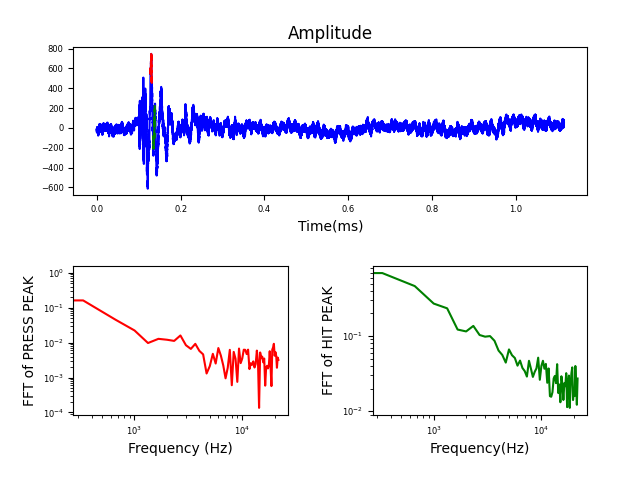 Amplitude
800
600
400
200
0
−200
−400
−600
0.0 0.2 0.4 0.6 0.8 1.0
Time(ms)
FFT of PRESS PEAK
10⁰
10⁻¹
10⁻²
10⁻³
10⁻⁴
10³ 10⁴
Frequency (Hz)
FFT of HIT PEAK
10⁻¹
10⁻²
10³ 10⁴
Frequency(Hz)